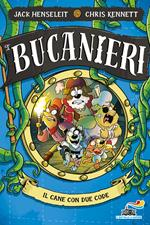 JACK HENSELEIT
CHRIS KENNETT
BUCANIERI
IL CANE CON DUE CODE